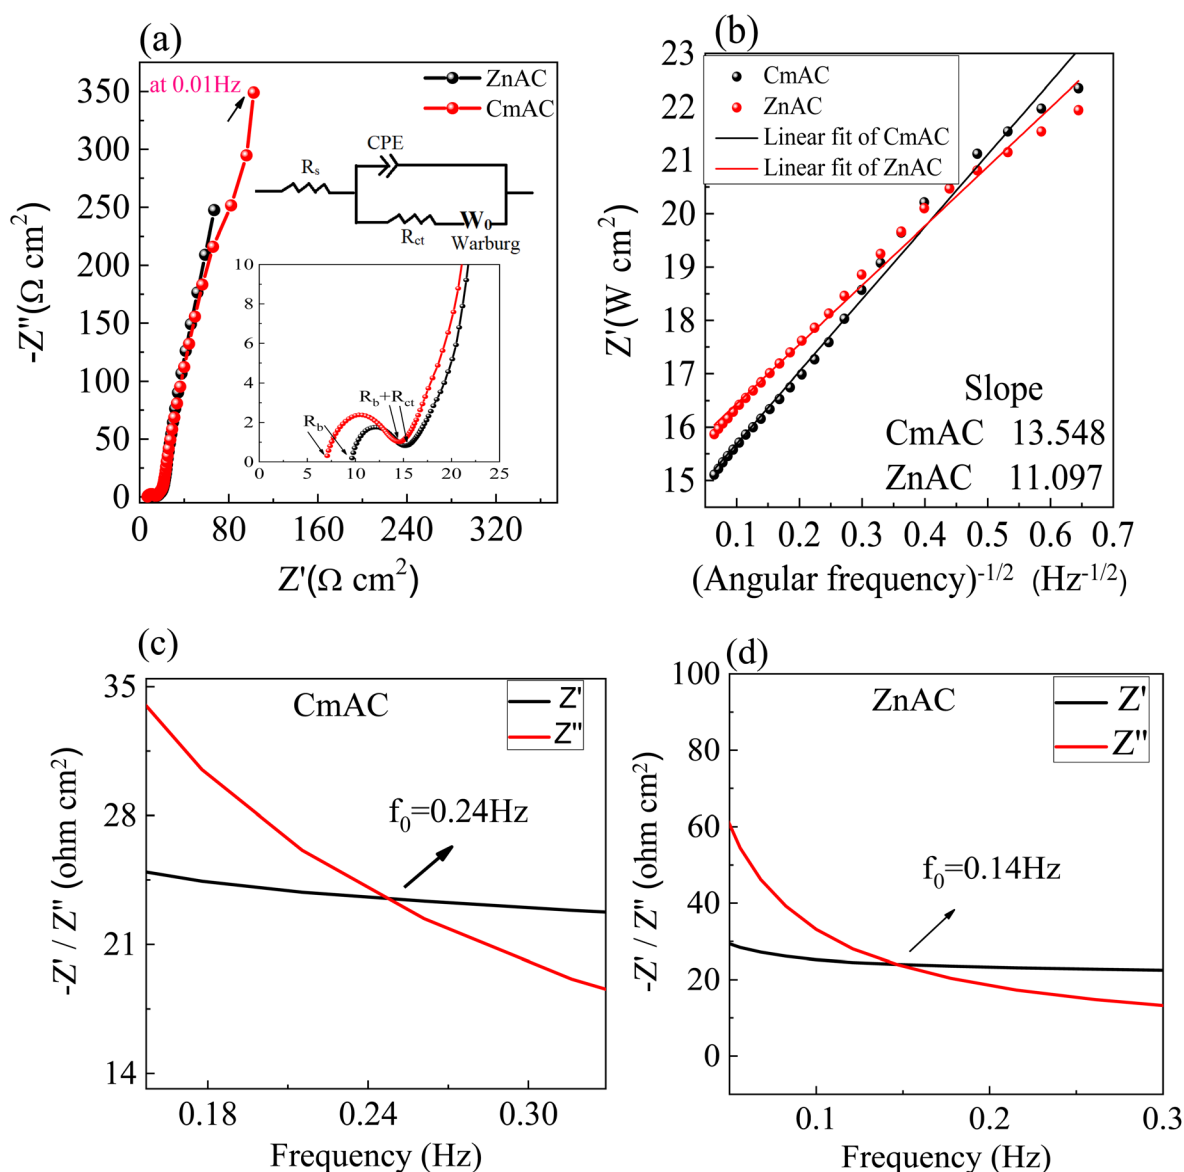 (a)
at 0.01Hz
ZnAC
CmAC
CPE
Rs
Rct
W0
Warburg
-Z''(Ω cm²)
350
300
250
200
150
100
50
0
0 80 160 240 320
Z'(Ω cm²)
10
8
6
4
2
0
Rb
Rb+Rct
0 5 10 15 20 25
(b)
CmAC
ZnAC
Linear fit of CmAC
Linear fit of ZnAC
Z'(W cm²)
23
22
21
20
19
18
17
16
15
Slope
CmAC 13.548
ZnAC 11.097
0.1 0.2 0.3 0.4 0.5 0.6 0.7
(Angular frequency)-1/2 (Hz-1/2)
(c)
CmAC
Z'
Z''
f0=0.24Hz
-Z' / Z'' (ohm cm²)
35
28
21
14
0.18 0.24 0.30
Frequency (Hz)
(d)
ZnAC
Z'
Z''
f0=0.14Hz
-Z' / Z'' (ohm cm²)
100
80
60
40
20
0
0.1 0.2 0.3
Frequency (Hz)